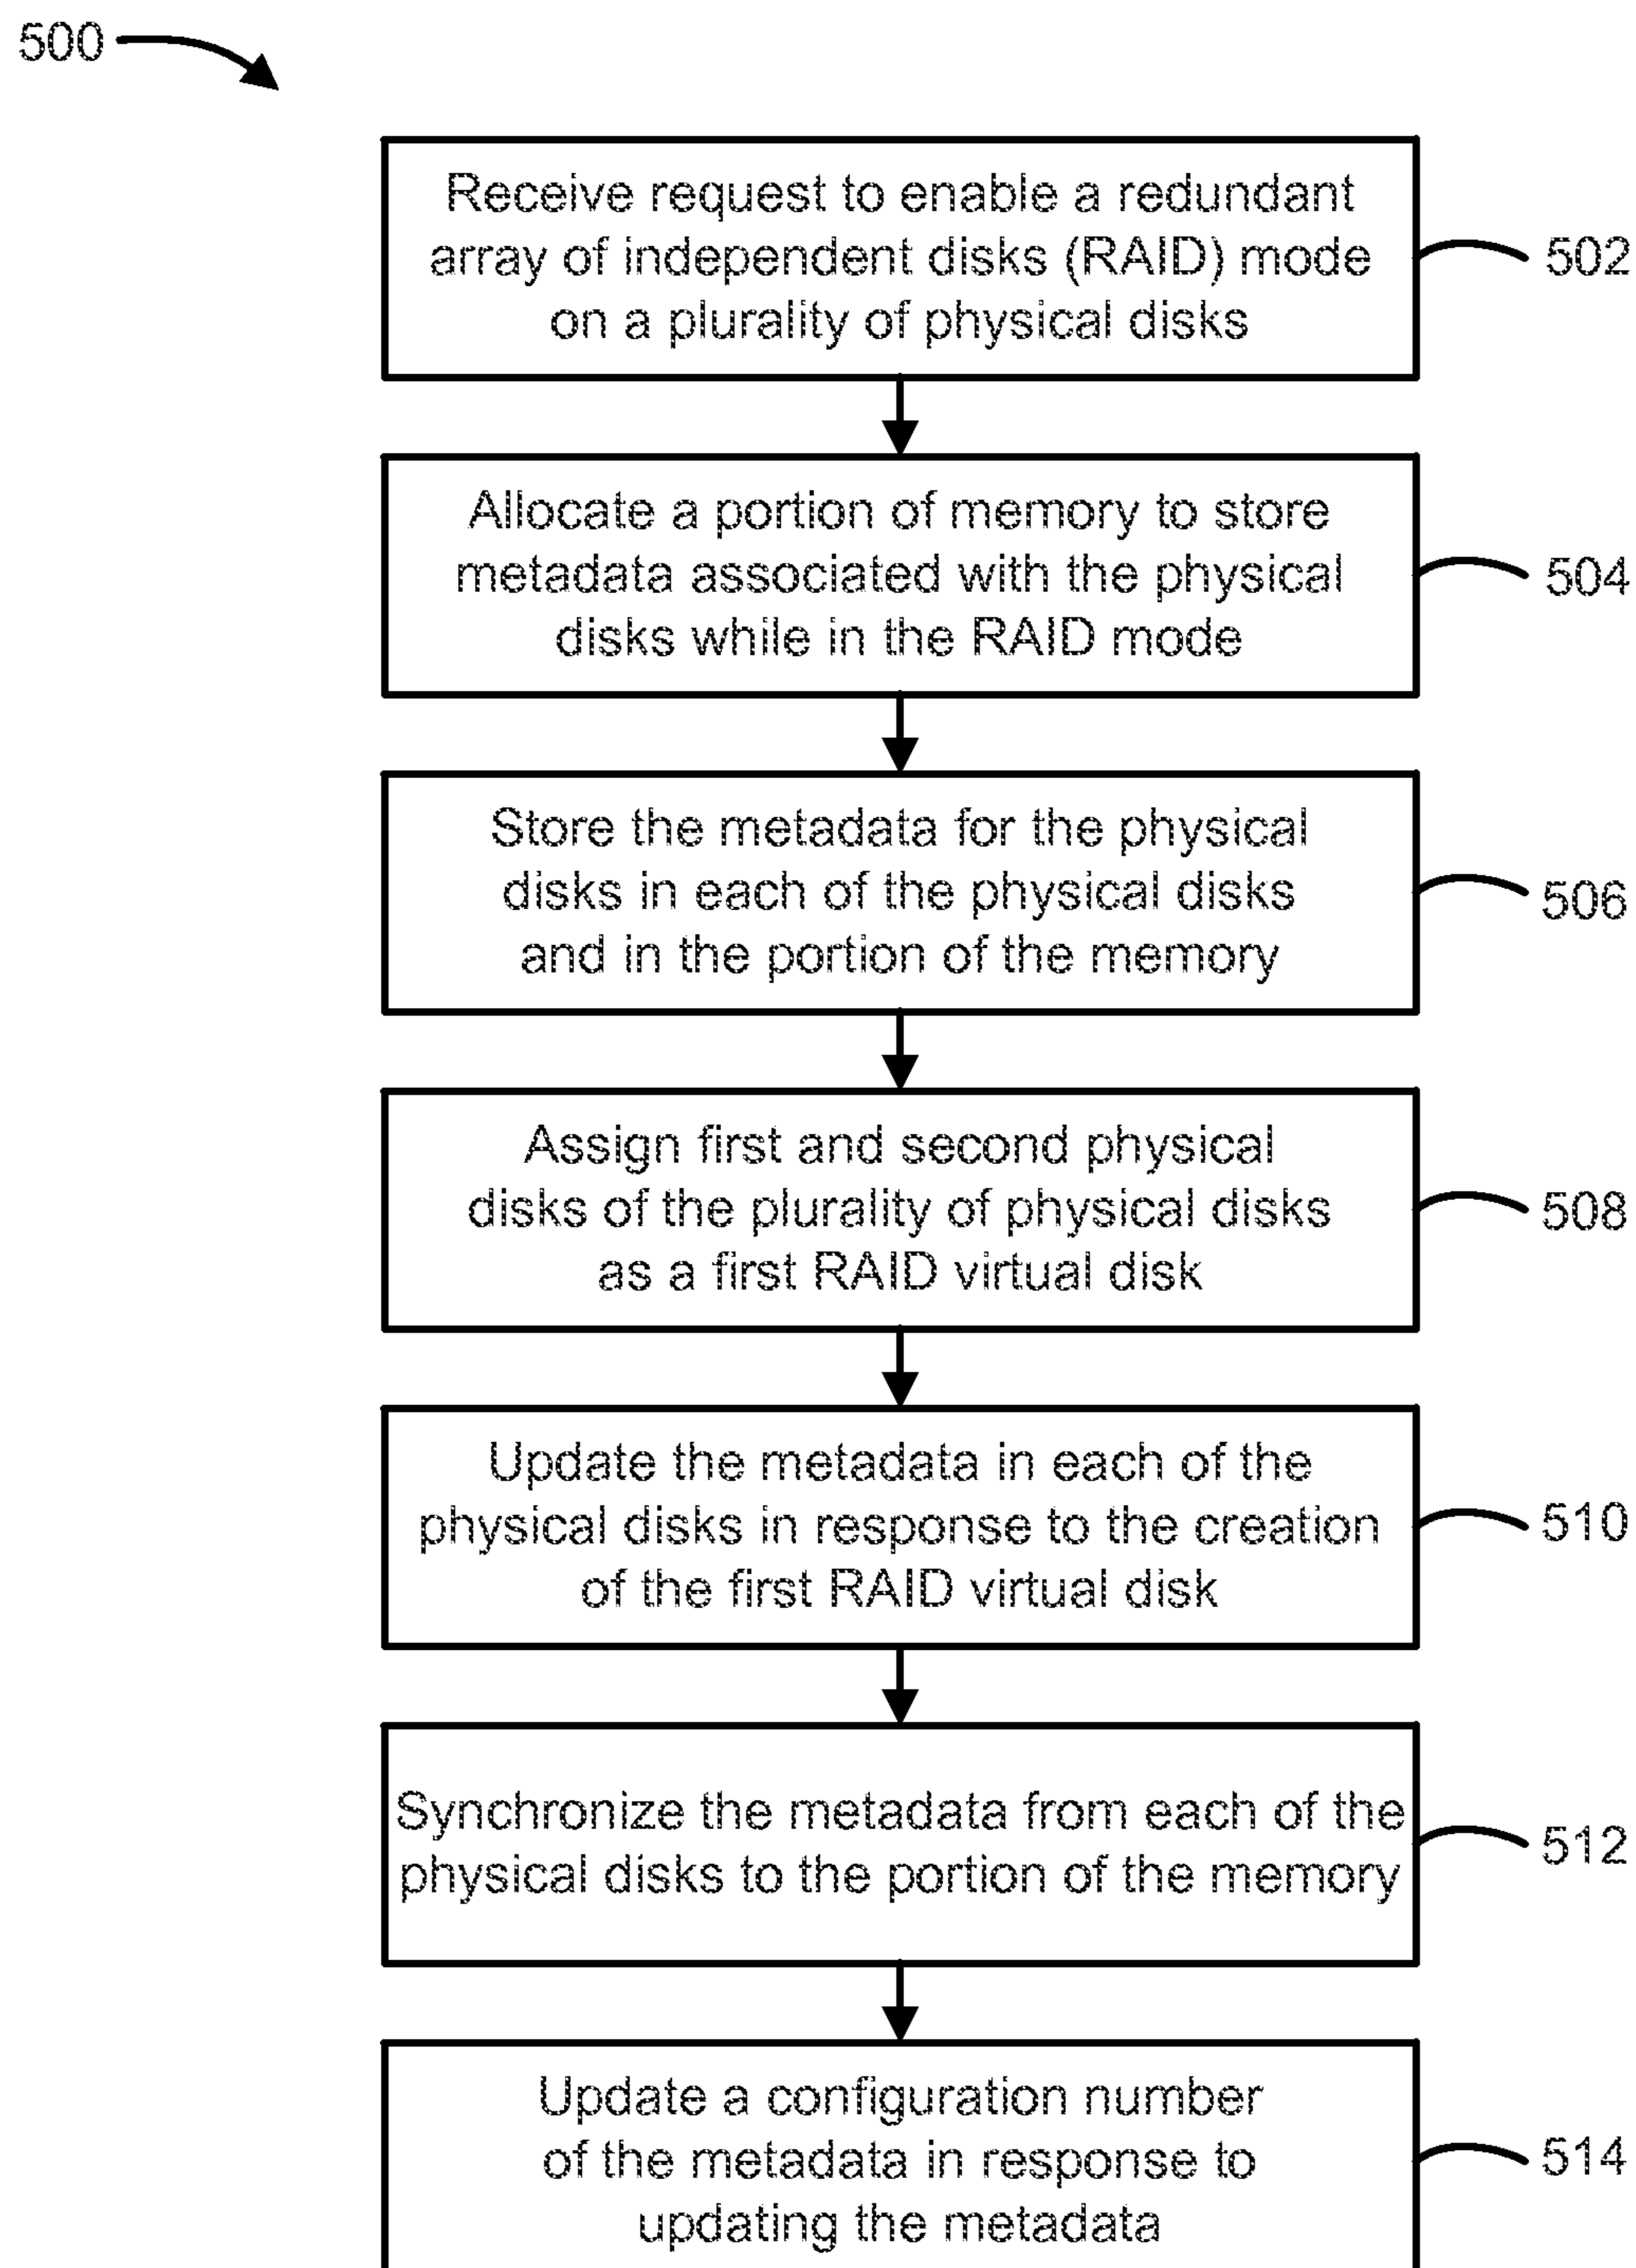 500
Receive request to enable a redundant
array of independent disks (RAID) mode
on a plurality of physical disks
502
Allocate a portion of memory to store
metadata associated with the physical
disks while in the RAID mode
504
Store the metadata for the physical
disks in each of the physical disks
and in the portion of the memory
506
Assign first and second physical
disks of the plurality of physical disks
as a first RAID virtual disk
508
Update the metadata in each of the
physical disks in response to the creation
of the first RAID virtual disk
510
Synchronize the metadata from each of the
physical disks to the portion of the memory
512
Update a configuration number
of the metadata in response to
updating the metadata
514